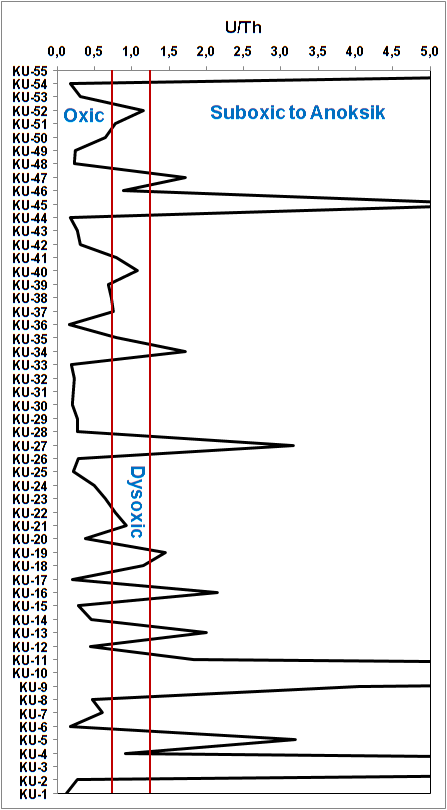 U/Th
0,0 0,5 1,0 1,5 2,0 2,5 3,0 3,5 4,0 4,5 5,0
KU-55
KU-54
KU-53
KU-52
Oxic Suboxic to Anoksik
KU-51
KU-50
KU-49
KU-48
KU-47
KU-46
KU-45
KU-44
KU-43
KU-42
KU-41
KU-40
KU-39
KU-38
KU-37
KU-36
KU-35
KU-34
KU-33
KU-32
KU-31
KU-30
KU-29
KU-28
KU-27
KU-26
KU-25
KU-24
KU-23
Dysoxic
KU-22
KU-21
KU-20
KU-19
KU-18
KU-17
KU-16
KU-15
KU-14
KU-13
KU-12
KU-11
KU-10
KU-9
KU-8
KU-7
KU-6
KU-5
KU-4
KU-3
KU-2
KU-1